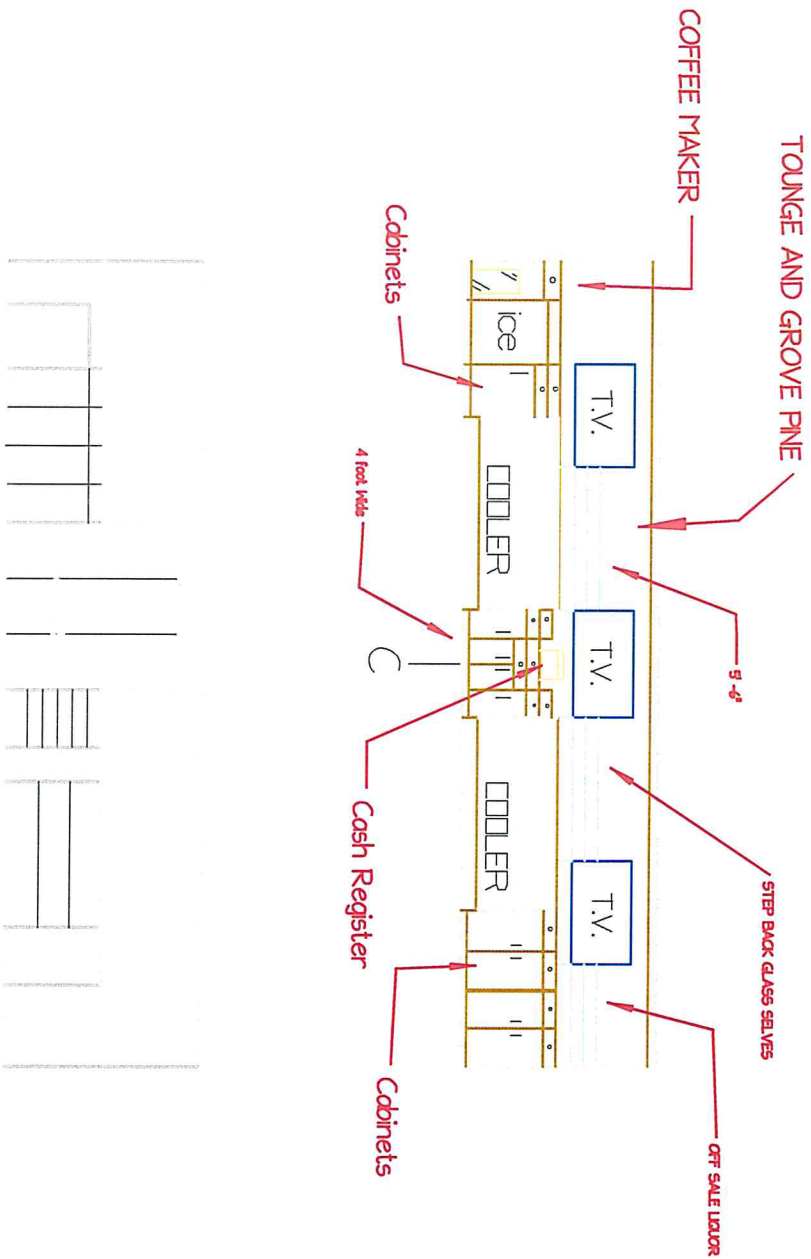 TOUNGE AND GROVE PINE
COFFEE MAKER
5'-6"
STEP BACK GLASS SELVES
OFF SALE LIQUOR
T.V.
T.V.
T.V.
ice
COOLER
COOLER
Cabinets
4 foot Wide
C
Cash Register
Cabinets